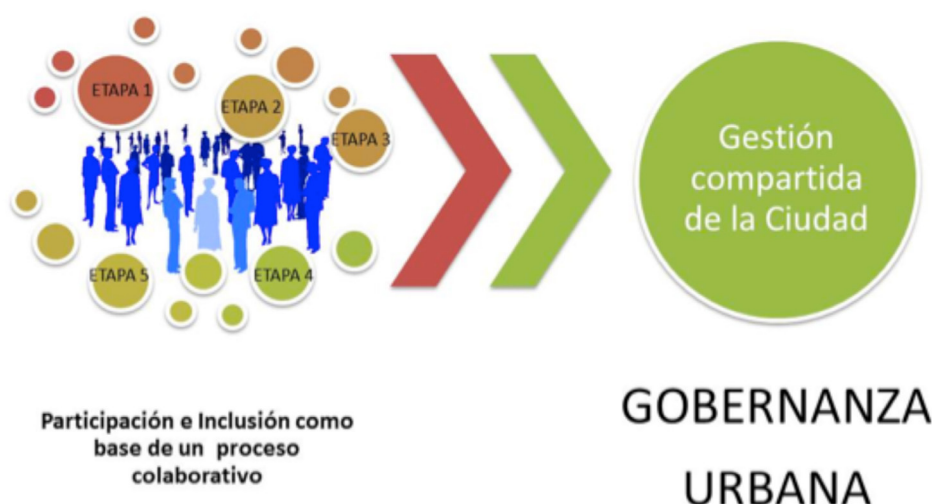 ETAPA 1
ETAPA 2
ETAPA 3
ETAPA 5
ETAPA 4
Gestión
compartida
de la Ciudad
Participación e Inclusión como
base de un proceso
colaborativo
GOBERNANZA
URBANA